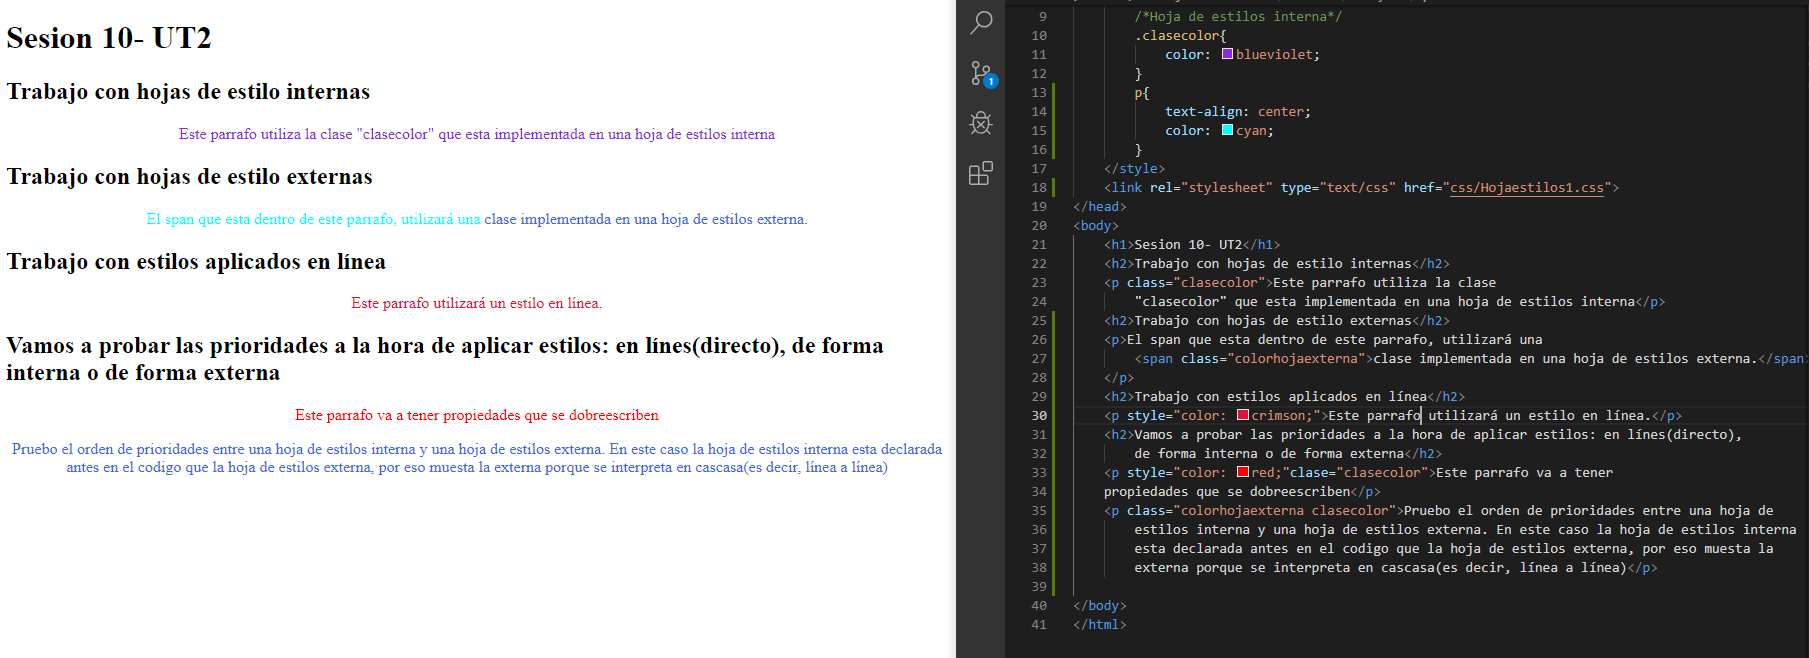 Sesion 10- UT2
Trabajo con hojas de estilo internas
Este parrafo utiliza la clase "clasecolor" que esta implementada en una hoja de estilos interna
Trabajo con hojas de estilo externas
El span que esta dentro de este parrafo, utilizará una clase implementada en una hoja de estilos externa.
Trabajo con estilos aplicados en línea
Este parrafo utilizará un estilo en línea.
Vamos a probar las prioridades a la hora de aplicar estilos: en línes(directo), de forma
interna o de forma externa
Este parrafo va a tener propiedades que se dobreescriben
Pruebo el orden de prioridades entre una hoja de estilos interna y una hoja de estilos externa. En este caso la hoja de estilos interna esta declarada
antes en el codigo que la hoja de estilos externa, por eso muesta la externa porque se interpreta en cascasa(es decir, línea a línea)
1
9 /*Hoja de estilos interna*/
10 .clasecolor{
11 color: blueviolet;
12 }
13 p{
14 text-align: center;
15 color: cyan;
16 }
17 </style>
18 <link rel="stylesheet" type="text/css" href="css/Hojaestilos1.css">
19 </head>
20 <body>
21 <h1>Sesion 10- UT2</h1>
22 <h2>Trabajo con hojas de estilo internas</h2>
23 <p class="clasecolor">Este parrafo utiliza la clase
24 "clasecolor" que esta implementada en una hoja de estilos interna</p>
25 <h2>Trabajo con hojas de estilo externas</h2>
26 <p>El span que esta dentro de este parrafo, utilizará una
27 <span class="colorhojaexterna">clase implementada en una hoja de estilos externa.</span>
28 </p>
29 <h2>Trabajo con estilos aplicados en línea</h2>
30 <p style="color: crimson;">Este parrafo utilizará un estilo en línea.</p>
31 <h2>Vamos a probar las prioridades a la hora de aplicar estilos: en línes(directo),
32 de forma interna o de forma externa</h2>
33 <p style="color: red;"clase="clasecolor">Este parrafo va a tener
34 propiedades que se dobreescriben</p>
35 <p class="colorhojaexterna clasecolor">Pruebo el orden de prioridades entre una hoja de
36 estilos interna y una hoja de estilos externa. En este caso la hoja de estilos interna
37 esta declarada antes en el codigo que la hoja de estilos externa, por eso muesta la
38 externa porque se interpreta en cascasa(es decir, línea a línea)</p>
39
40 </body>
41 </html>